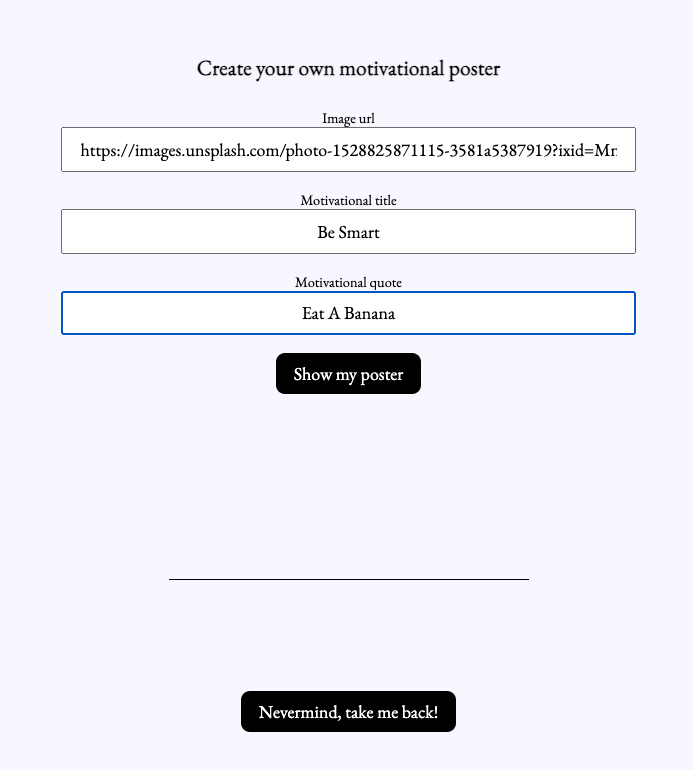 Create your own motivational poster
Image url
https://images.unsplash.com/photo-1528825871115-3581a5387919?ixid=Mn
Motivational title
Be Smart
Motivational quote
Eat A Banana
Show my poster
Nevermind, take me back!